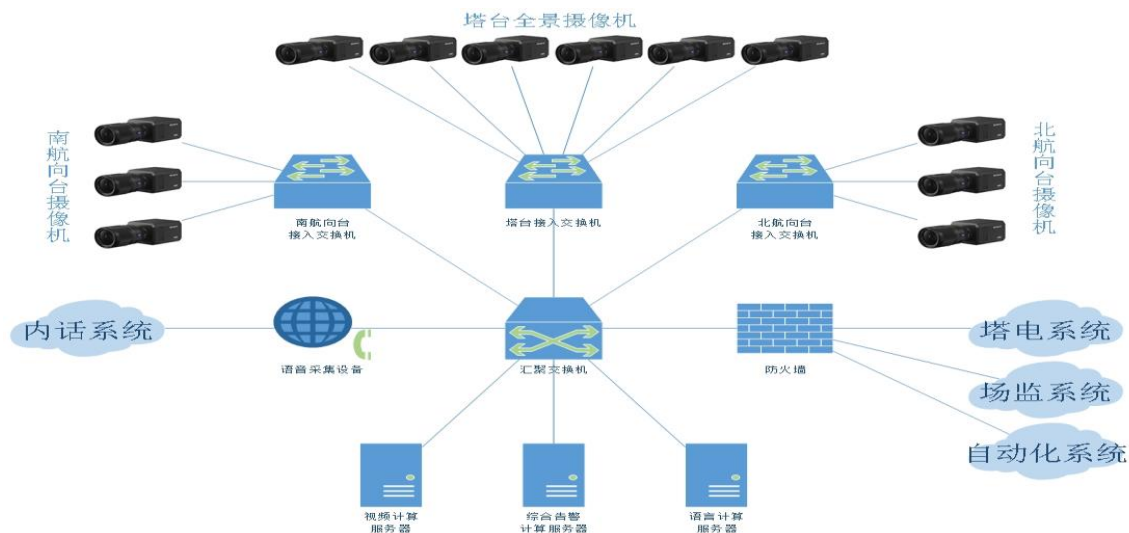 塔台全景摄像机
南航向台摄像机
北航向台摄像机
南航向台
接入交换机
塔台接入交换机
北航向台
接入交换机
内话系统
语音采集设备
汇聚交换机
防火墙
塔电系统
场监系统
自动化系统
视频计算
服务器
综合告警
计算服务器
语言计算
服务器